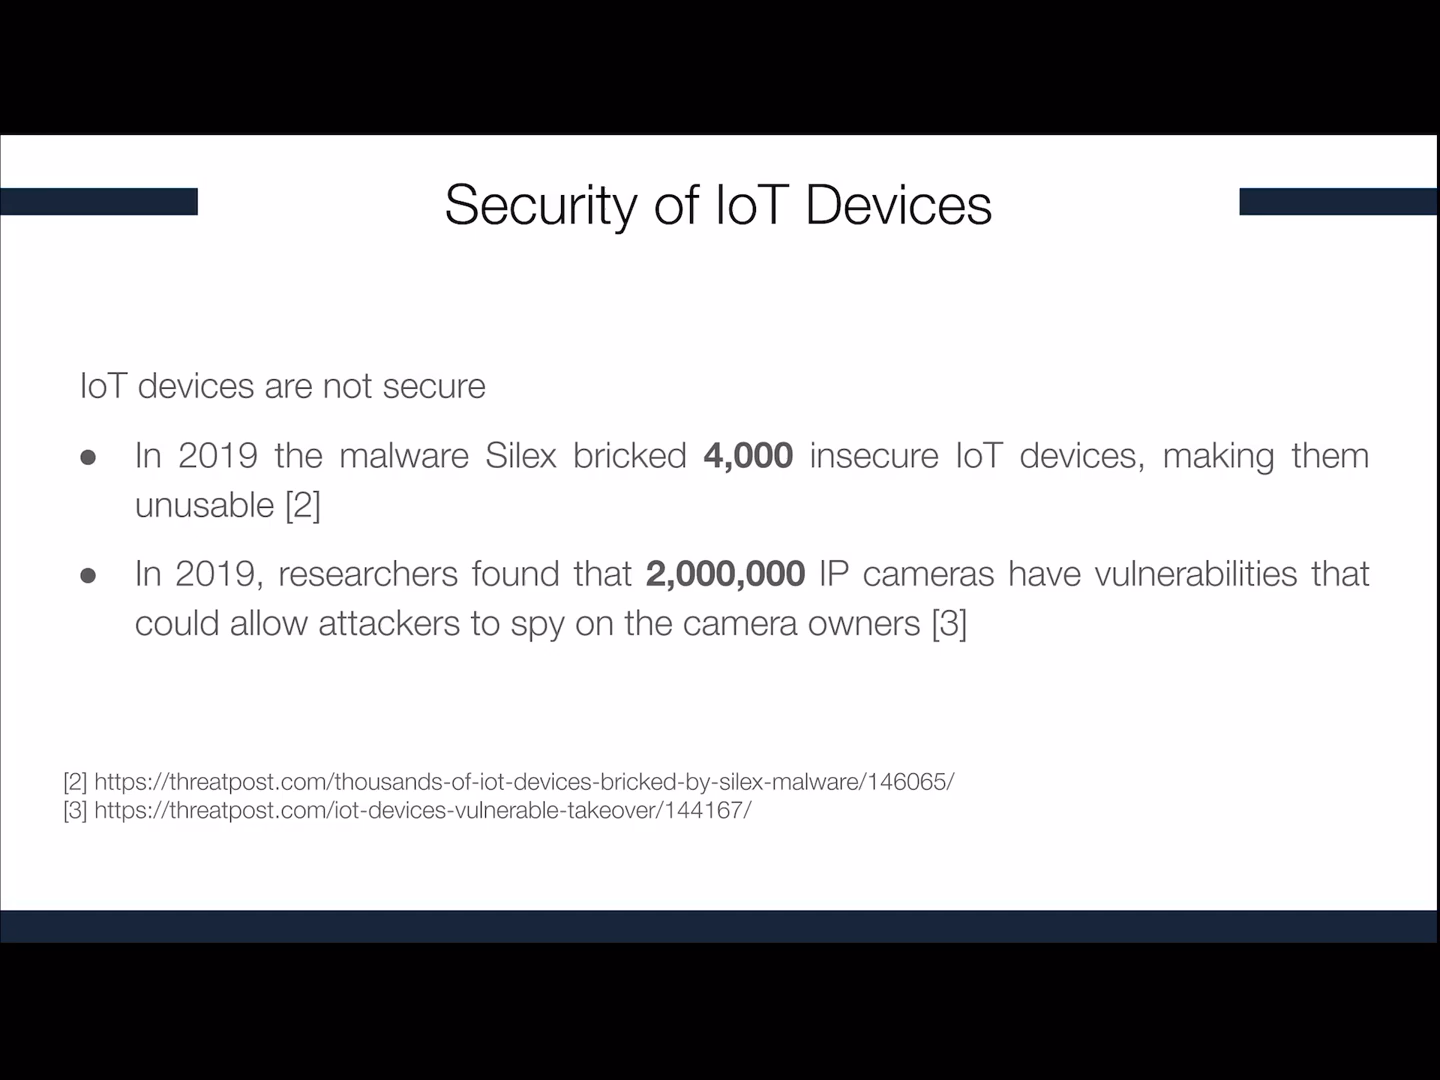 Security of IoT Devices
IoT devices are not secure
● In 2019 the malware Silex bricked 4,000 insecure IoT devices, making them
unusable [2]
● In 2019, researchers found that 2,000,000 IP cameras have vulnerabilities that
could allow attackers to spy on the camera owners [3]
[2] https://threatpost.com/thousands-of-iot-devices-bricked-by-silex-malware/146065/
[3] https://threatpost.com/iot-devices-vulnerable-takeover/144167/